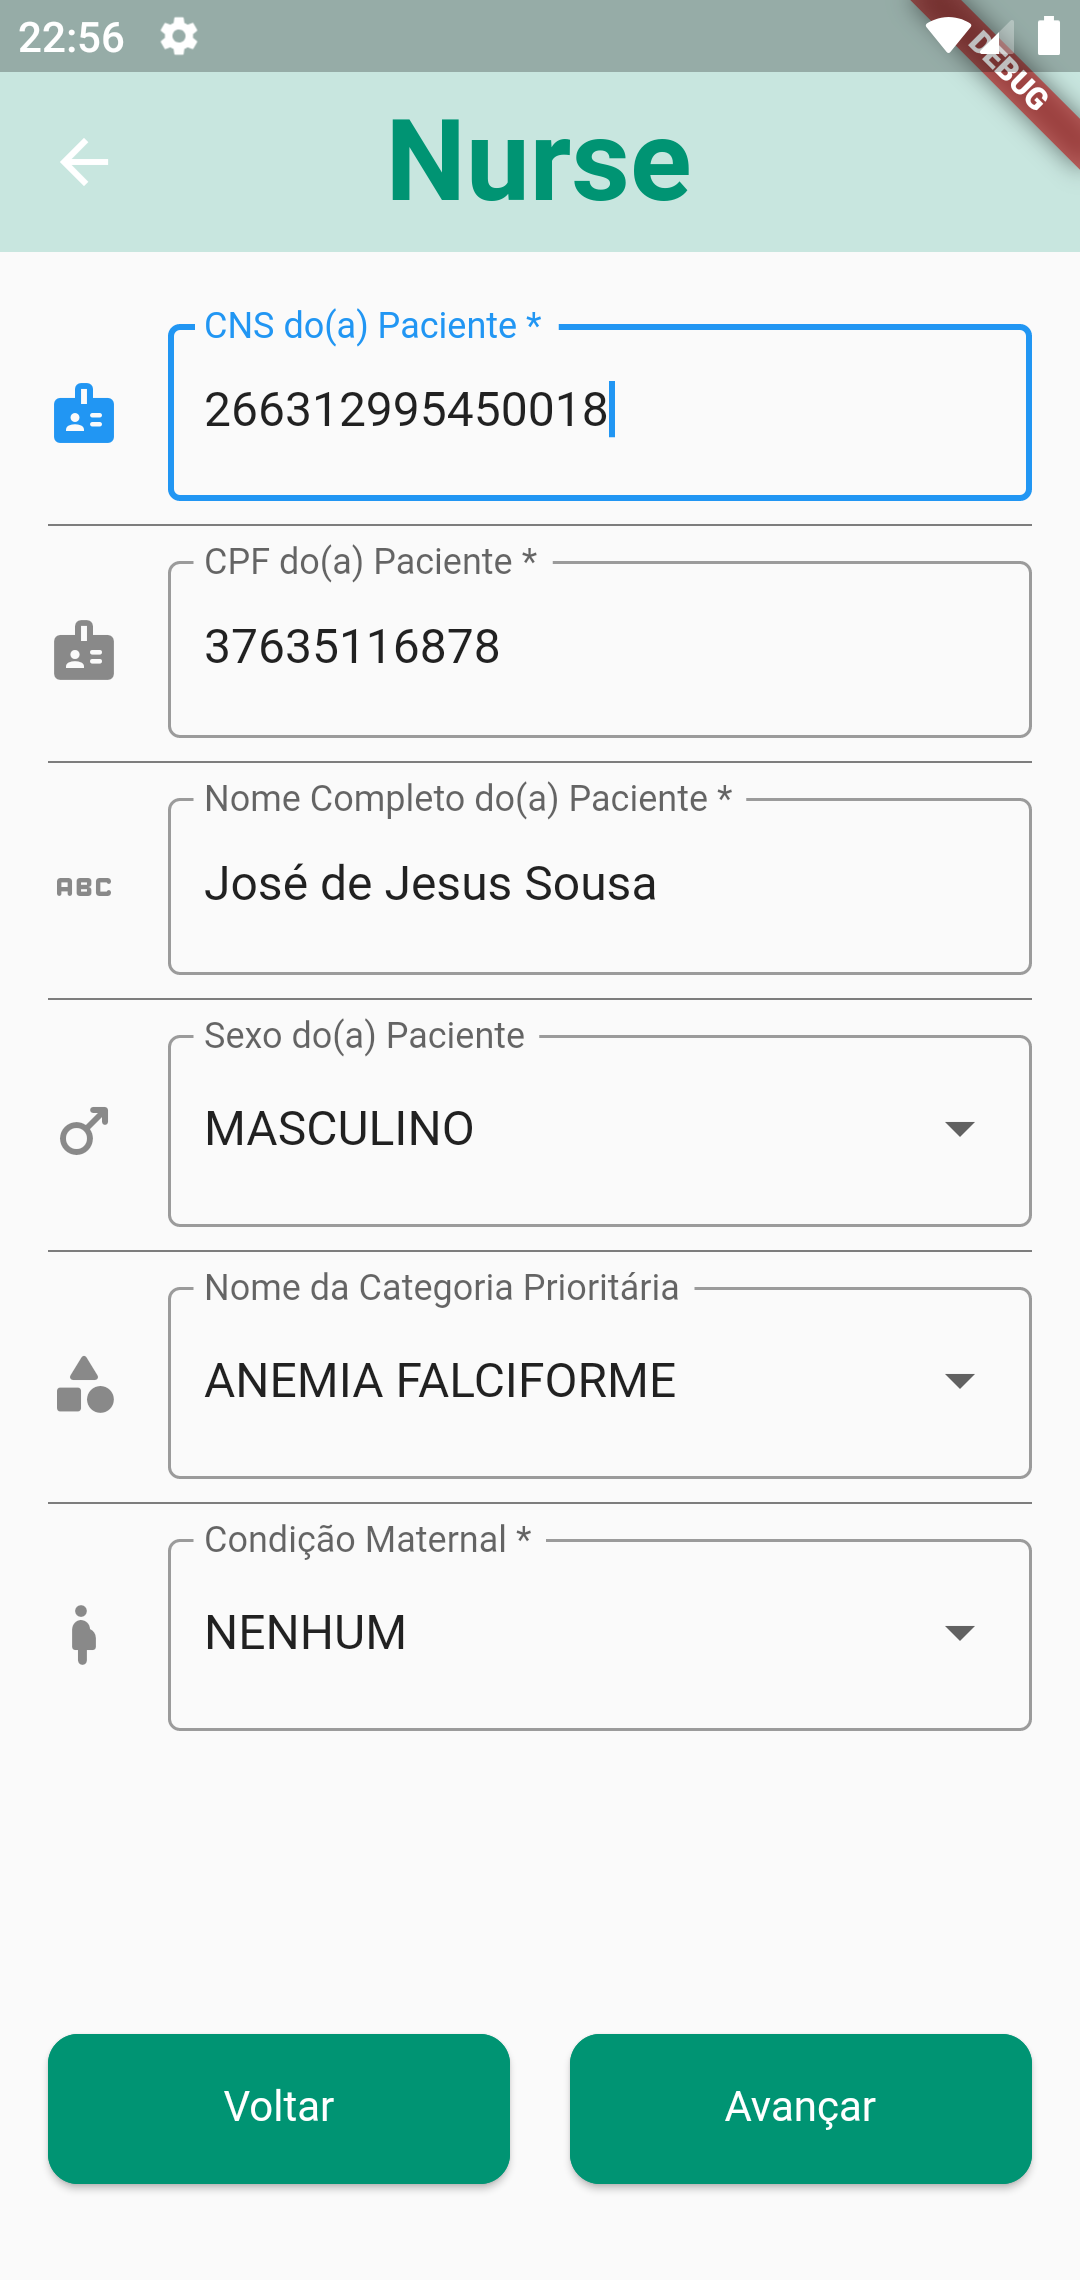 22:56
DEBUG
Nurse
CNS do(a) Paciente *
266312995450018
CPF do(a) Paciente *
37635116878
Nome Completo do(a) Paciente *
ABC
José de Jesus Sousa
Sexo do(a) Paciente
MASCULINO
Nome da Categoria Prioritária
ANEMIA FALCIFORME
Condição Maternal *
NENHUM
Voltar
Avançar